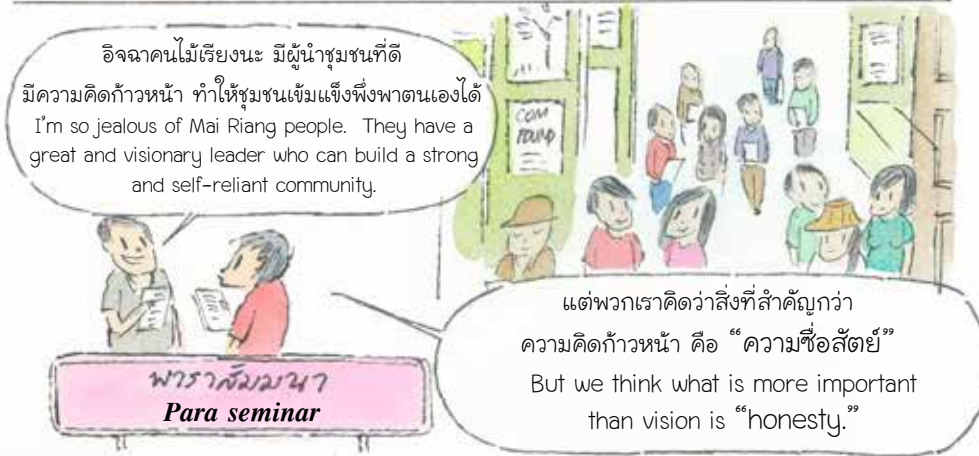 อิจฉาคนไม้เรียงนะ มีผู้นำชุมชนที่ดี
มีความคิดก้าวหน้า ทำให้ชุมชนเข้มแข็งพึ่งพาตนเองได้
I'm so jealous of Mai Riang people. They have a
great and visionary leader who can build a strong
and self-reliant community.
COM
POUND
แต่พวกเราคิดว่าสิ่งที่สำคัญกว่า
ความคิดก้าวหน้า คือ “ความซื่อสัตย์”
But we think what is more important
than vision is “honesty.”
พาราสัมมนา
Para seminar